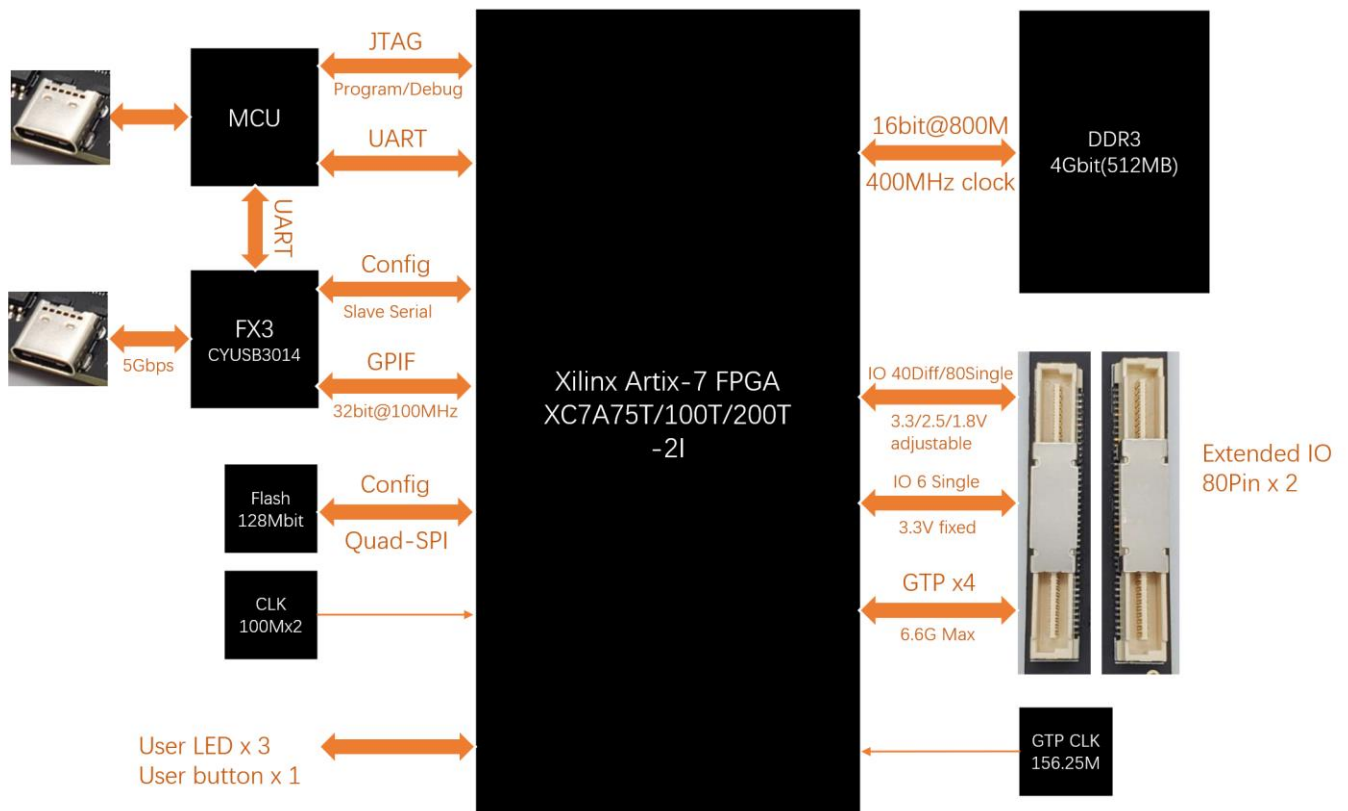 JTAG
Program/Debug
MCU
UART
UART
Config
Slave Serial
FX3
CYUSB3014
5Gbps
GPIF
32bit@100MHz
Flash
128Mbit
Config
Quad-SPI
CLK
100Mx2
User LED x 3
User button x 1
Xilinx Artix-7 FPGA
XC7A75T/100T/200T
-2I
16bit@800M
400MHz clock
DDR3
4Gbit(512MB)
IO 40Diff/80Single
3.3/2.5/1.8V
adjustable
IO 6 Single
3.3V fixed
GTP x4
6.6G Max
Extended IO
80Pin x 2
GTP CLK
156.25M